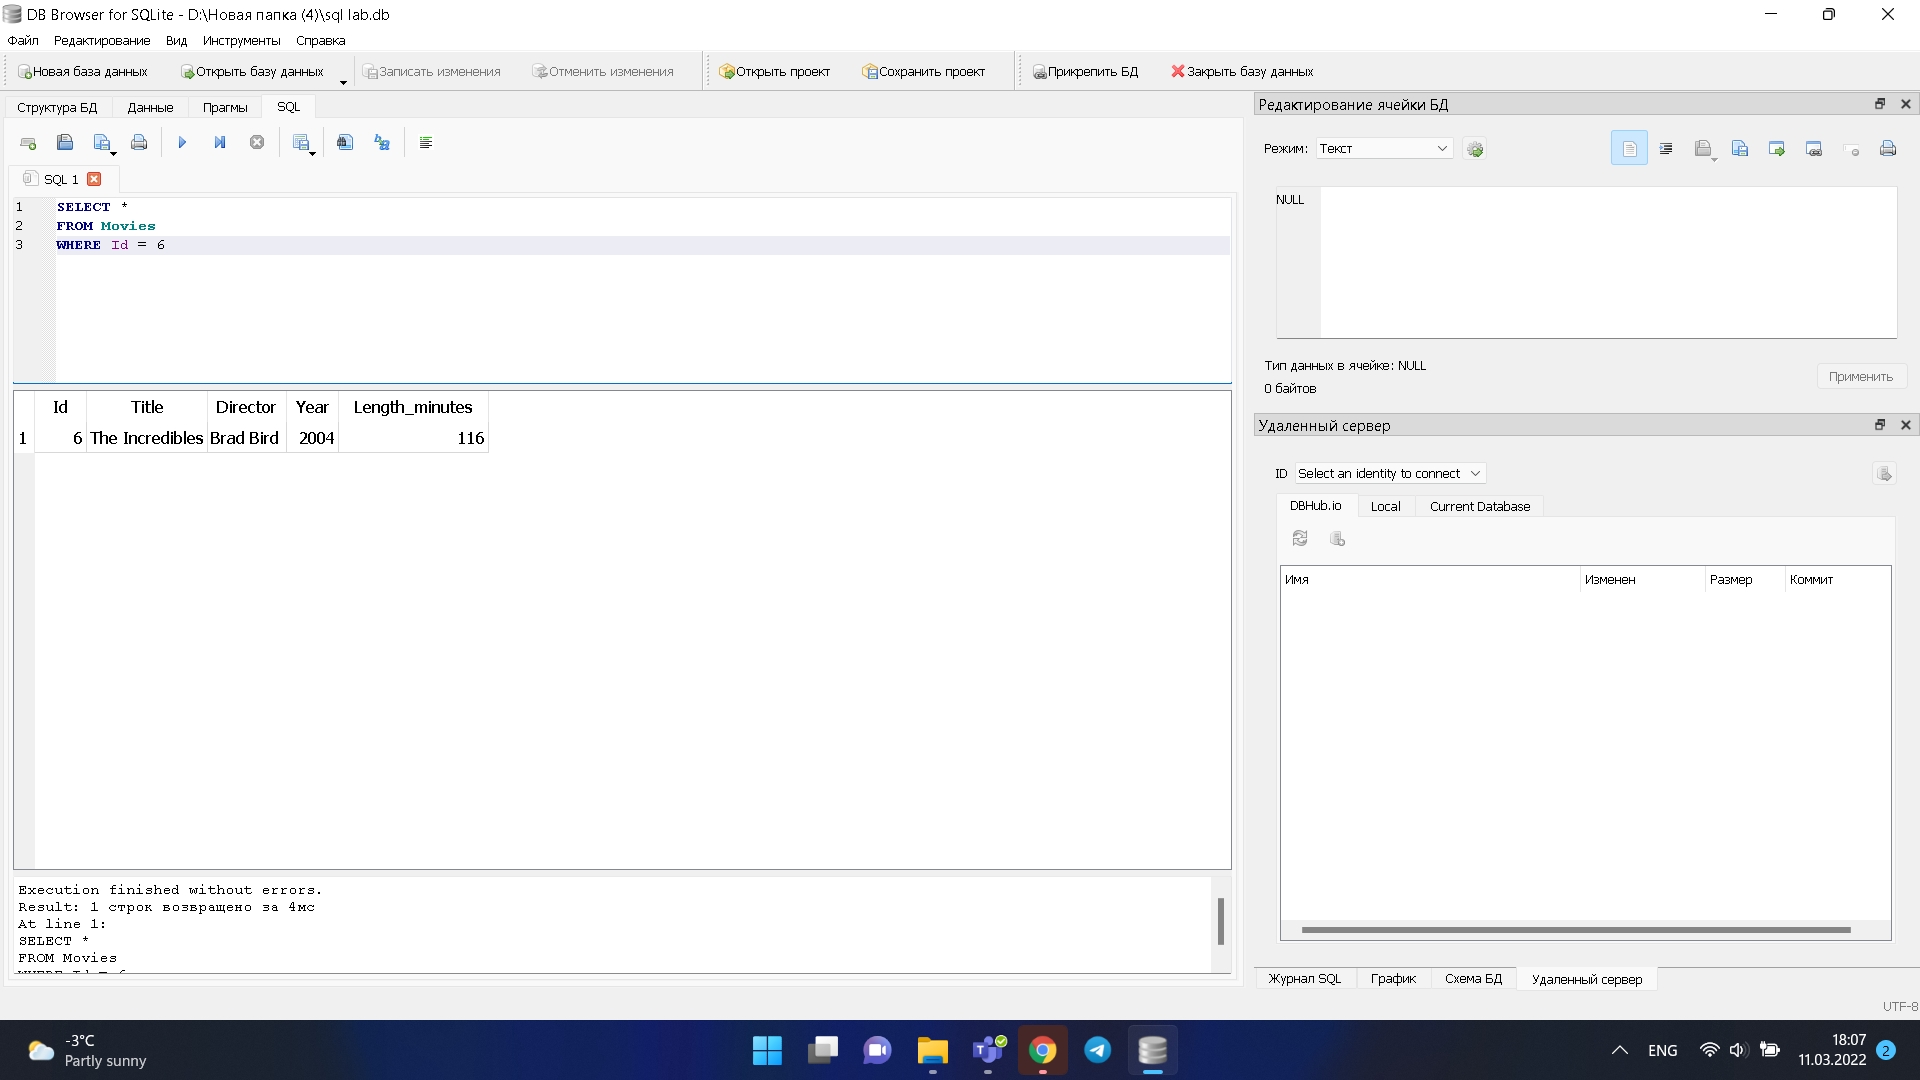 DB Browser for SQLite - D:\Новая папка (4)\sql lab.db
Файл Редактирование Вид Инструменты Справка
Новая база данных Открыть базу данных Записать изменения Отменить изменения Открыть проект Сохранить проект Прикрепить БД Закрыть базу данных
Структура БД Данные Прагмы SQL
SQL 1
1 SELECT *
2 FROM Movies
3 WHERE Id = 6
Id Title Director Year Length_minutes
1 6 The Incredibles Brad Bird 2004 116
Execution finished without errors.
Result: 1 строк возвращено за 4мс
At line 1:
SELECT *
FROM Movies
WHERE Id = 6
Редактирование ячейки БД
Режим: Текст
NULL
Тип данных в ячейке: NULL
0 байтов
Применить
Удаленный сервер
ID Select an identity to connect
DBHub.io Local Current Database
Имя Изменен Размер Коммит
Журнал SQL График Схема БД Удаленный сервер
UTF-8
-3°C
Partly sunny
ENG
18:07
11.03.2022
2